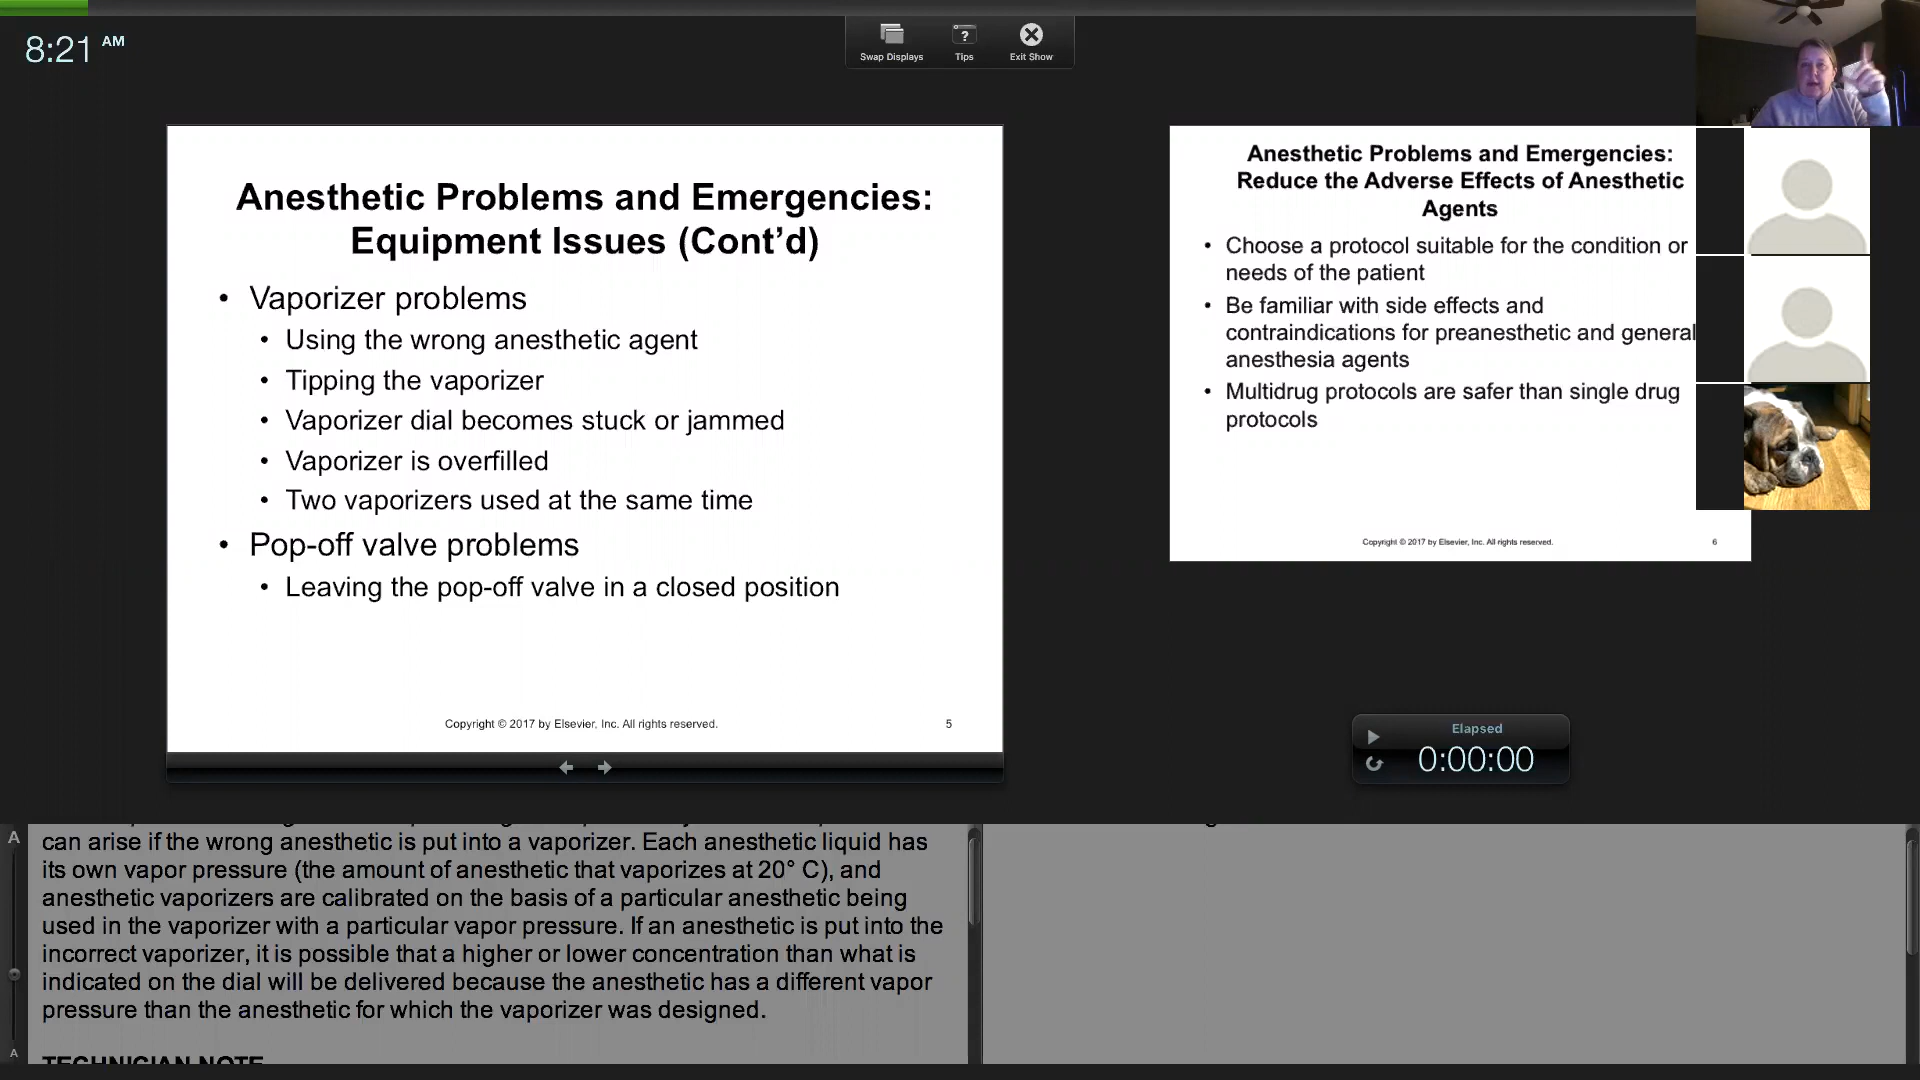 8:21 AM
Swap Displays
Tips
Exit Show
Anesthetic Problems and Emergencies:
Equipment Issues (Cont’d)
• Vaporizer problems
• Using the wrong anesthetic agent
• Tipping the vaporizer
• Vaporizer dial becomes stuck or jammed
• Vaporizer is overfilled
• Two vaporizers used at the same time
• Pop-off valve problems
• Leaving the pop-off valve in a closed position
Copyright © 2017 by Elsevier, Inc. All rights reserved.
5
Anesthetic Problems and Emergencies:
Reduce the Adverse Effects of Anesthetic
Agents
• Choose a protocol suitable for the condition or
needs of the patient
• Be familiar with side effects and
contraindications for preanesthetic and general
anesthesia agents
• Multidrug protocols are safer than single drug
protocols
Copyright © 2017 by Elsevier, Inc. All rights reserved.
6
Elapsed
0:00:00
A
can arise if the wrong anesthetic is put into a vaporizer. Each anesthetic liquid has
its own vapor pressure (the amount of anesthetic that vaporizes at 20° C), and
anesthetic vaporizers are calibrated on the basis of a particular anesthetic being
used in the vaporizer with a particular vapor pressure. If an anesthetic is put into the
incorrect vaporizer, it is possible that a higher or lower concentration than what is
indicated on the dial will be delivered because the anesthetic has a different vapor
pressure than the anesthetic for which the vaporizer was designed.
A
TECHNICIAN NOTE